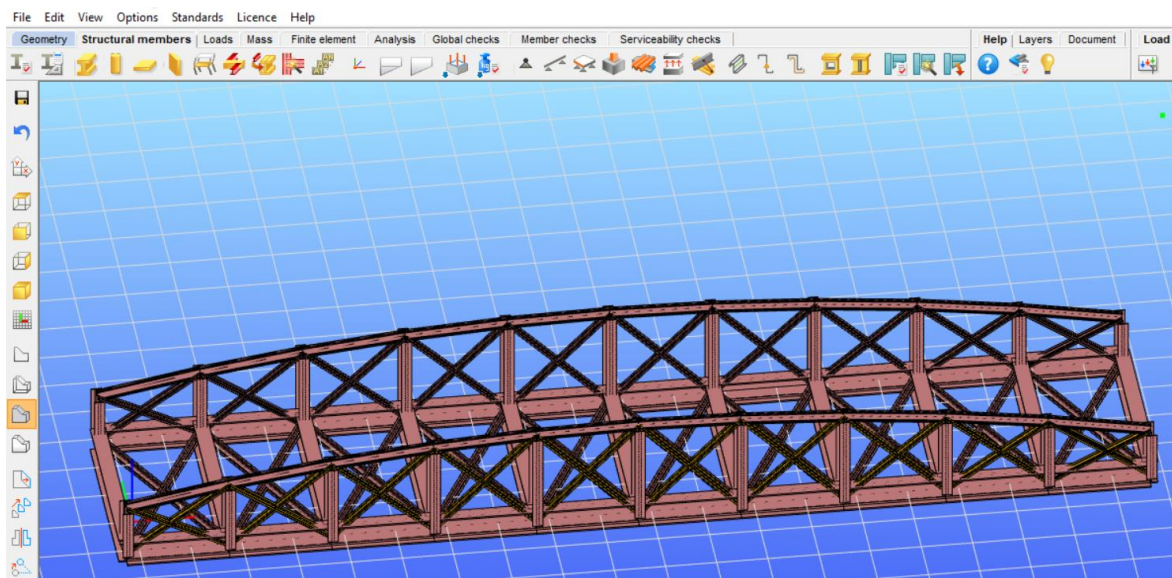 File Edit View Options Standards Licence Help
Geometry Structural members Loads Mass Finite element Analysis Global checks Member checks Serviceability checks Help Layers Document Load